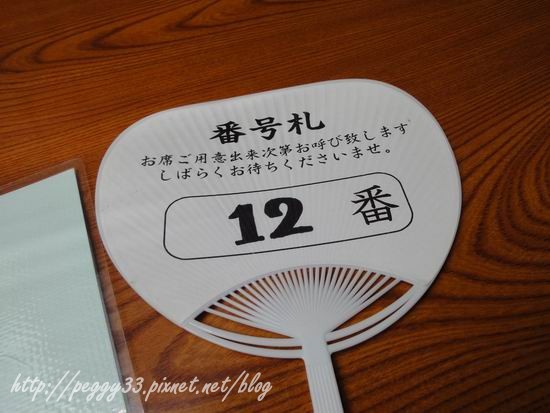 番号札
お席ご用意出来次第お呼び致します
しばらくお待ちくださいませ。
12 番
http://peggy33.pixnet.net/blog